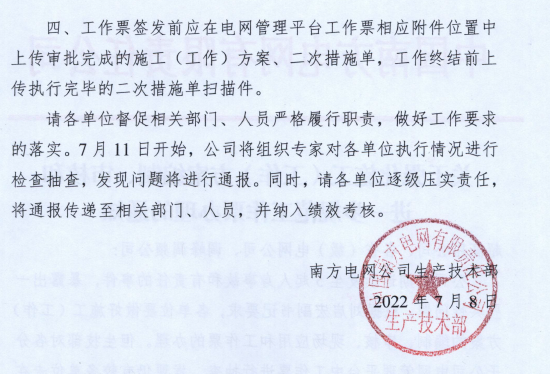 四、工作票签发前应在电网管理平台工作票相应附件位置中
上传审批完成的施工（工作）方案、二次措施单，工作终结前上
传执行完毕的二次措施单扫描件。
请各单位督促相关部门、人员严格履行职责，做好工作要求
的落实。7 月 11 日开始，公司将组织专家对各单位执行情况进行
检查抽查，发现问题将进行通报。同时，请各单位逐级压实责任，
将通报传递至相关部门、人员，并纳入绩效考核。
南方电网公司生产技术部
2022 年 7 月 8 日
中国南方电网有限责任公司
生产技术部